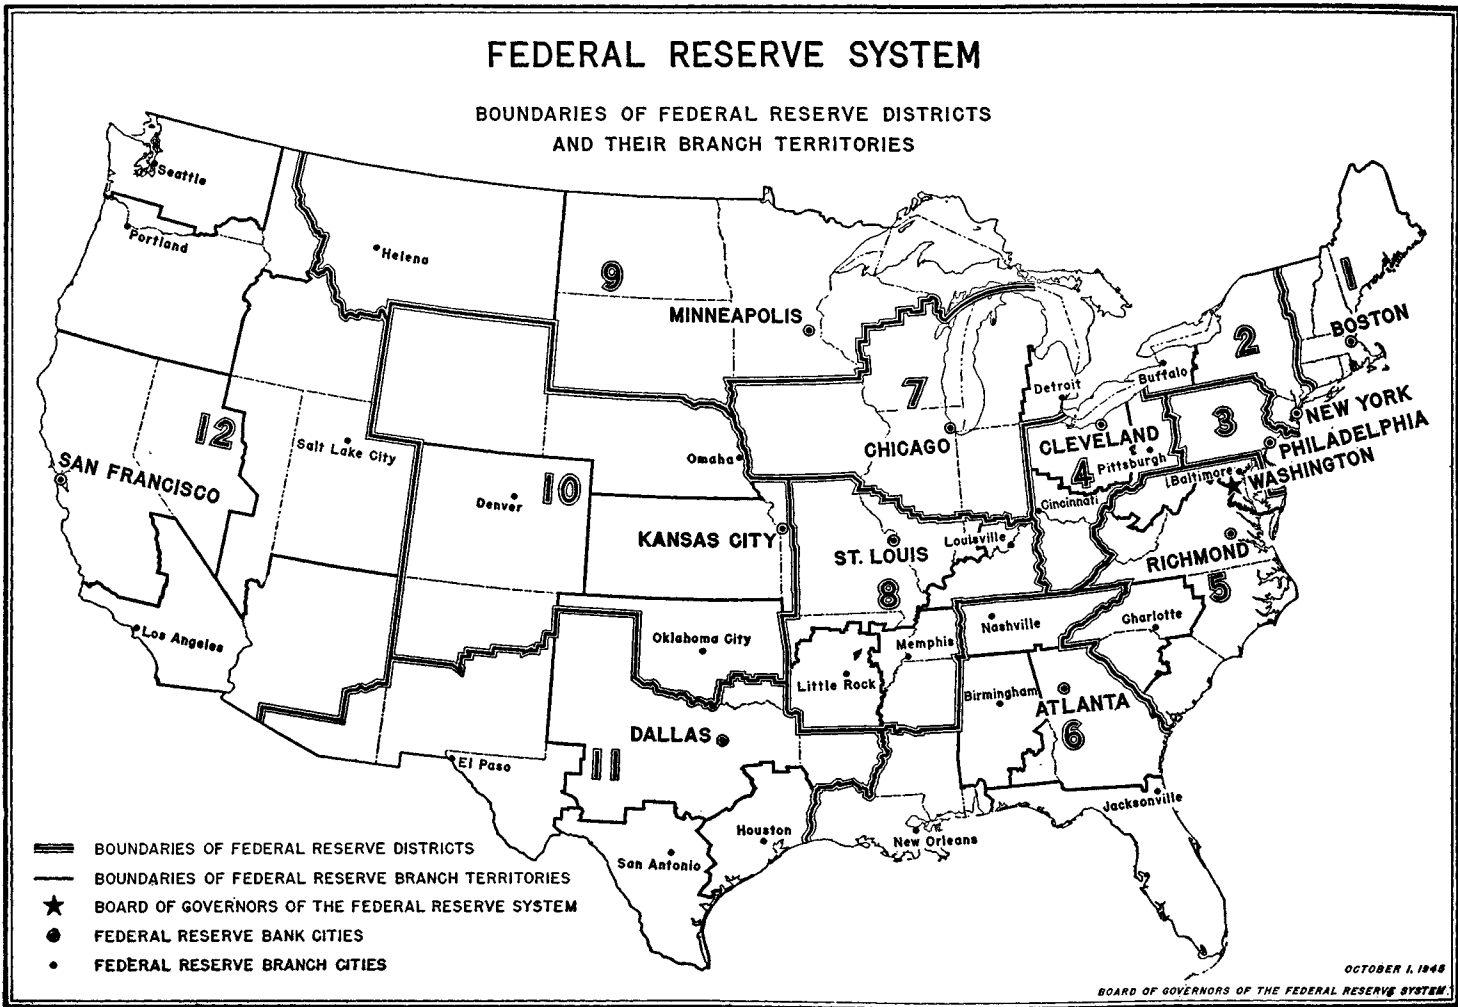 FEDERAL RESERVE SYSTEM
BOUNDARIES OF FEDERAL RESERVE DISTRICTS
AND THEIR BRANCH TERRITORIES
Seattle
Portland
Helena
9
MINNEAPOLIS
1
BOSTON
2
Buffalo
Detroit
7
CHICAGO
CLEVELAND
4
Pittsburgh
3
NEW YORK
PHILADELPHIA
WASHINGTON
Baltimore
Cincinnati
12
SAN FRANCISCO
Salt Lake City
Omaha
Denver
10
KANSAS CITY
ST. LOUIS
8
Louisville
RICHMOND
5
Charlotte
Los Angeles
Oklahoma City
Nashville
Memphis
Little Rock
Birmingham
ATLANTA
6
DALLAS
11
El Paso
Houston
San Antonio
New Orleans
Jacksonville
BOUNDARIES OF FEDERAL RESERVE DISTRICTS
BOUNDARIES OF FEDERAL RESERVE BRANCH TERRITORIES
BOARD OF GOVERNORS OF THE FEDERAL RESERVE SYSTEM
FEDERAL RESERVE BANK CITIES
FEDERAL RESERVE BRANCH CITIES
OCTOBER 1,
BOARD OF GOVERNORS OF THE FEDERAL RESERVE SYSTEM